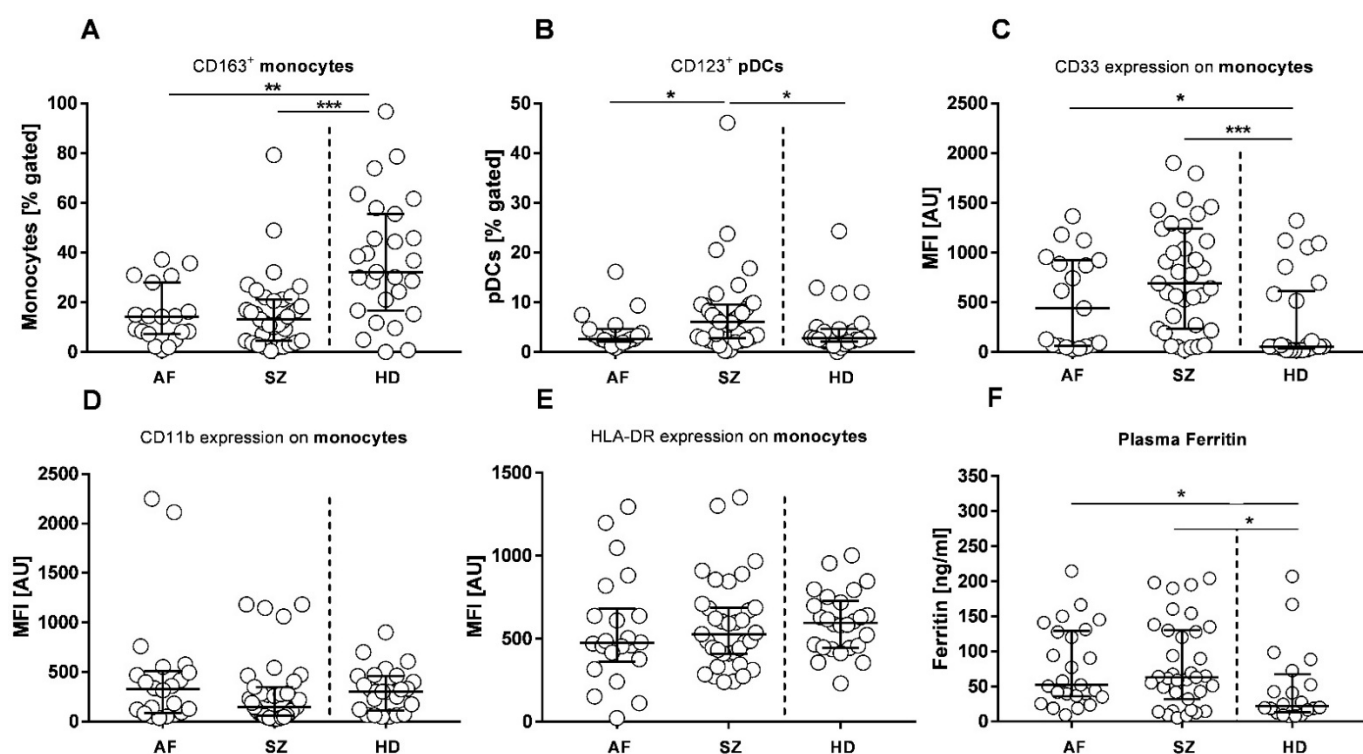 A
CD163+ monocytes
**
***
Monocytes [% gated]
100
80
60
40
20
0
AF SZ HD
B
CD123+ pDCs
* *
pDCs [% gated]
50
40
30
20
10
0
AF SZ HD
C
CD33 expression on monocytes
*
***
MFI [AU]
2500
2000
1500
1000
500
0
AF SZ HD
D
CD11b expression on monocytes
MFI [AU]
2500
2000
1500
1000
500
0
AF SZ HD
E
HLA-DR expression on monocytes
MFI [AU]
1500
1000
500
0
AF SZ HD
F
Plasma Ferritin
*
*
Ferritin [ng/ml]
350
300
250
200
150
100
50
0
AF SZ HD